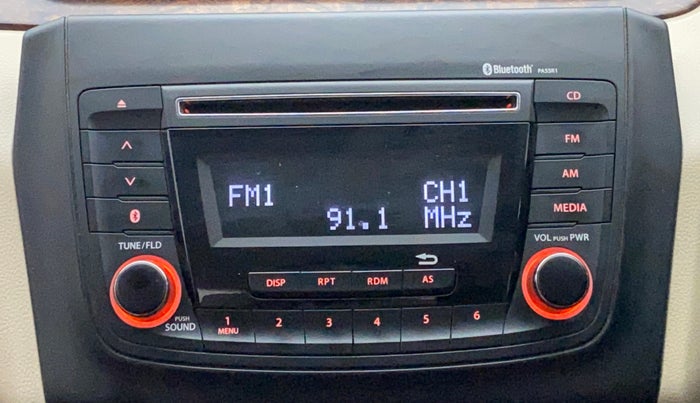 Bluetooth PA5SR1
CD
FM
AM
MEDIA
FM1 CH1
91.1 MHz
TUNE/FLD
VOL PUSH PWR
DISP RPT RDM AS
PUSH
SOUND
1 2 3 4 5 6
MENU